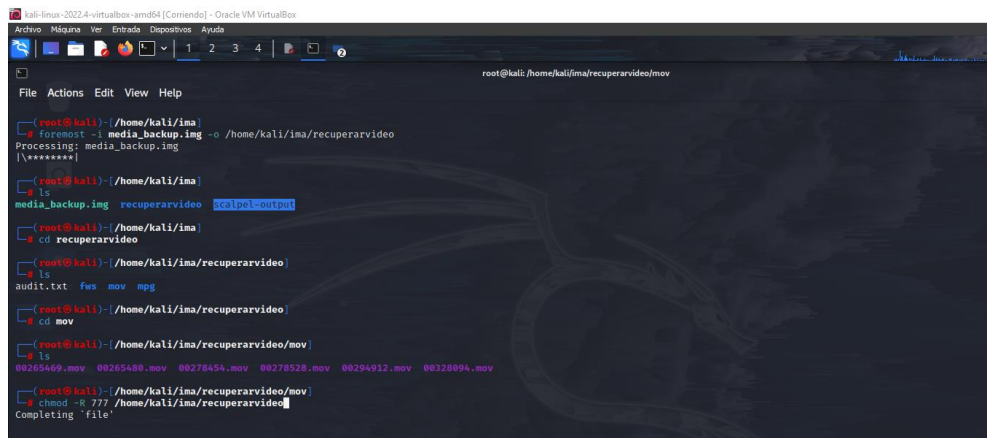 kali-linux-2022.4-virtualbox-amd64 [Corriendo] - Oracle VM VirtualBox
Archivo Máquina Ver Entrada Dispositivos Ayuda
1 2 3 4
root@kali: /home/kali/ima/recuperarvideo/mov
File Actions Edit View Help
┌──(root㉿kali)-[/home/kali/ima]
└─# foremost -i media_backup.img -o /home/kali/ima/recuperarvideo
Processing: media_backup.img
|\********|
┌──(root㉿kali)-[/home/kali/ima]
└─# ls
media_backup.img recuperarvideo scalpel-output
┌──(root㉿kali)-[/home/kali/ima]
└─# cd recuperarvideo
┌──(root㉿kali)-[/home/kali/ima/recuperarvideo]
└─# ls
audit.txt fws mov mpg
┌──(root㉿kali)-[/home/kali/ima/recuperarvideo]
└─# cd mov
┌──(root㉿kali)-[/home/kali/ima/recuperarvideo/mov]
└─# ls
00265469.mov 00265480.mov 00278454.mov 00278528.mov 00294912.mov 00328094.mov
┌──(root㉿kali)-[/home/kali/ima/recuperarvideo/mov]
└─# chmod -R 777 /home/kali/ima/recuperarvideo
Completing `file'